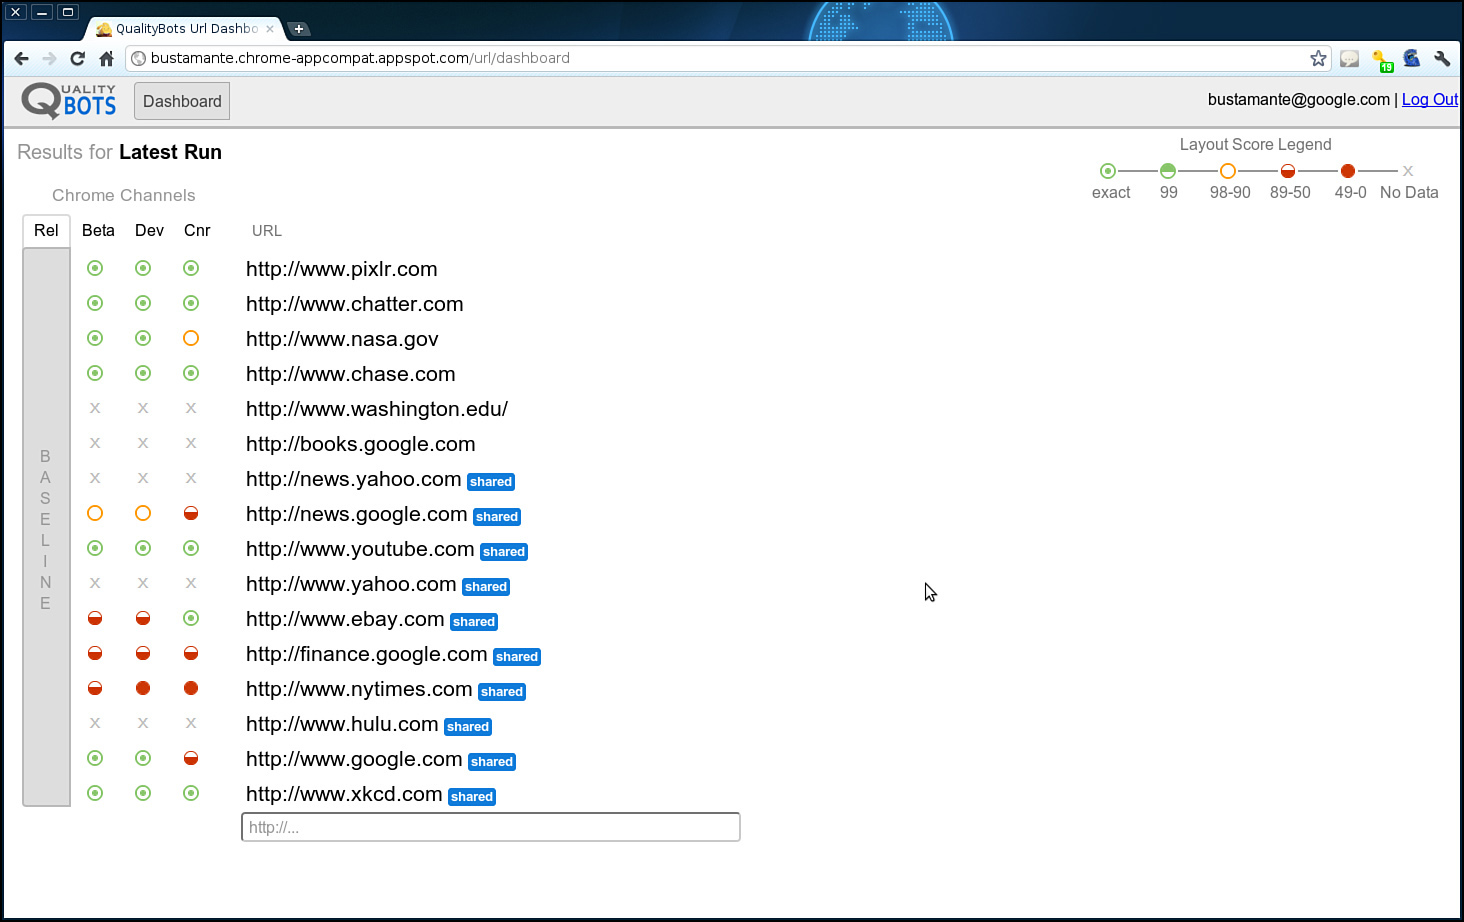 QualityBots Url Dashbo
bustamante.chrome-appcompat.appspot.com/url/dashboard
19
QUALITY BOTS
Dashboard
bustamante@google.com | Log Out
Results for Latest Run
Layout Score Legend
x
exact 99 98-90 89-50 49-0 No Data
Chrome Channels
Rel Beta Dev Cnr URL
http://www.pixlr.com
http://www.chatter.com
http://www.nasa.gov
http://www.chase.com
x x x http://www.washington.edu/
x x x http://books.google.com
x x x http://news.yahoo.com shared
http://news.google.com shared
http://www.youtube.com shared
x x x http://www.yahoo.com shared
http://www.ebay.com shared
http://finance.google.com shared
http://www.nytimes.com shared
x x x http://www.hulu.com shared
http://www.google.com shared
http://www.xkcd.com shared
http://...
BASELINE